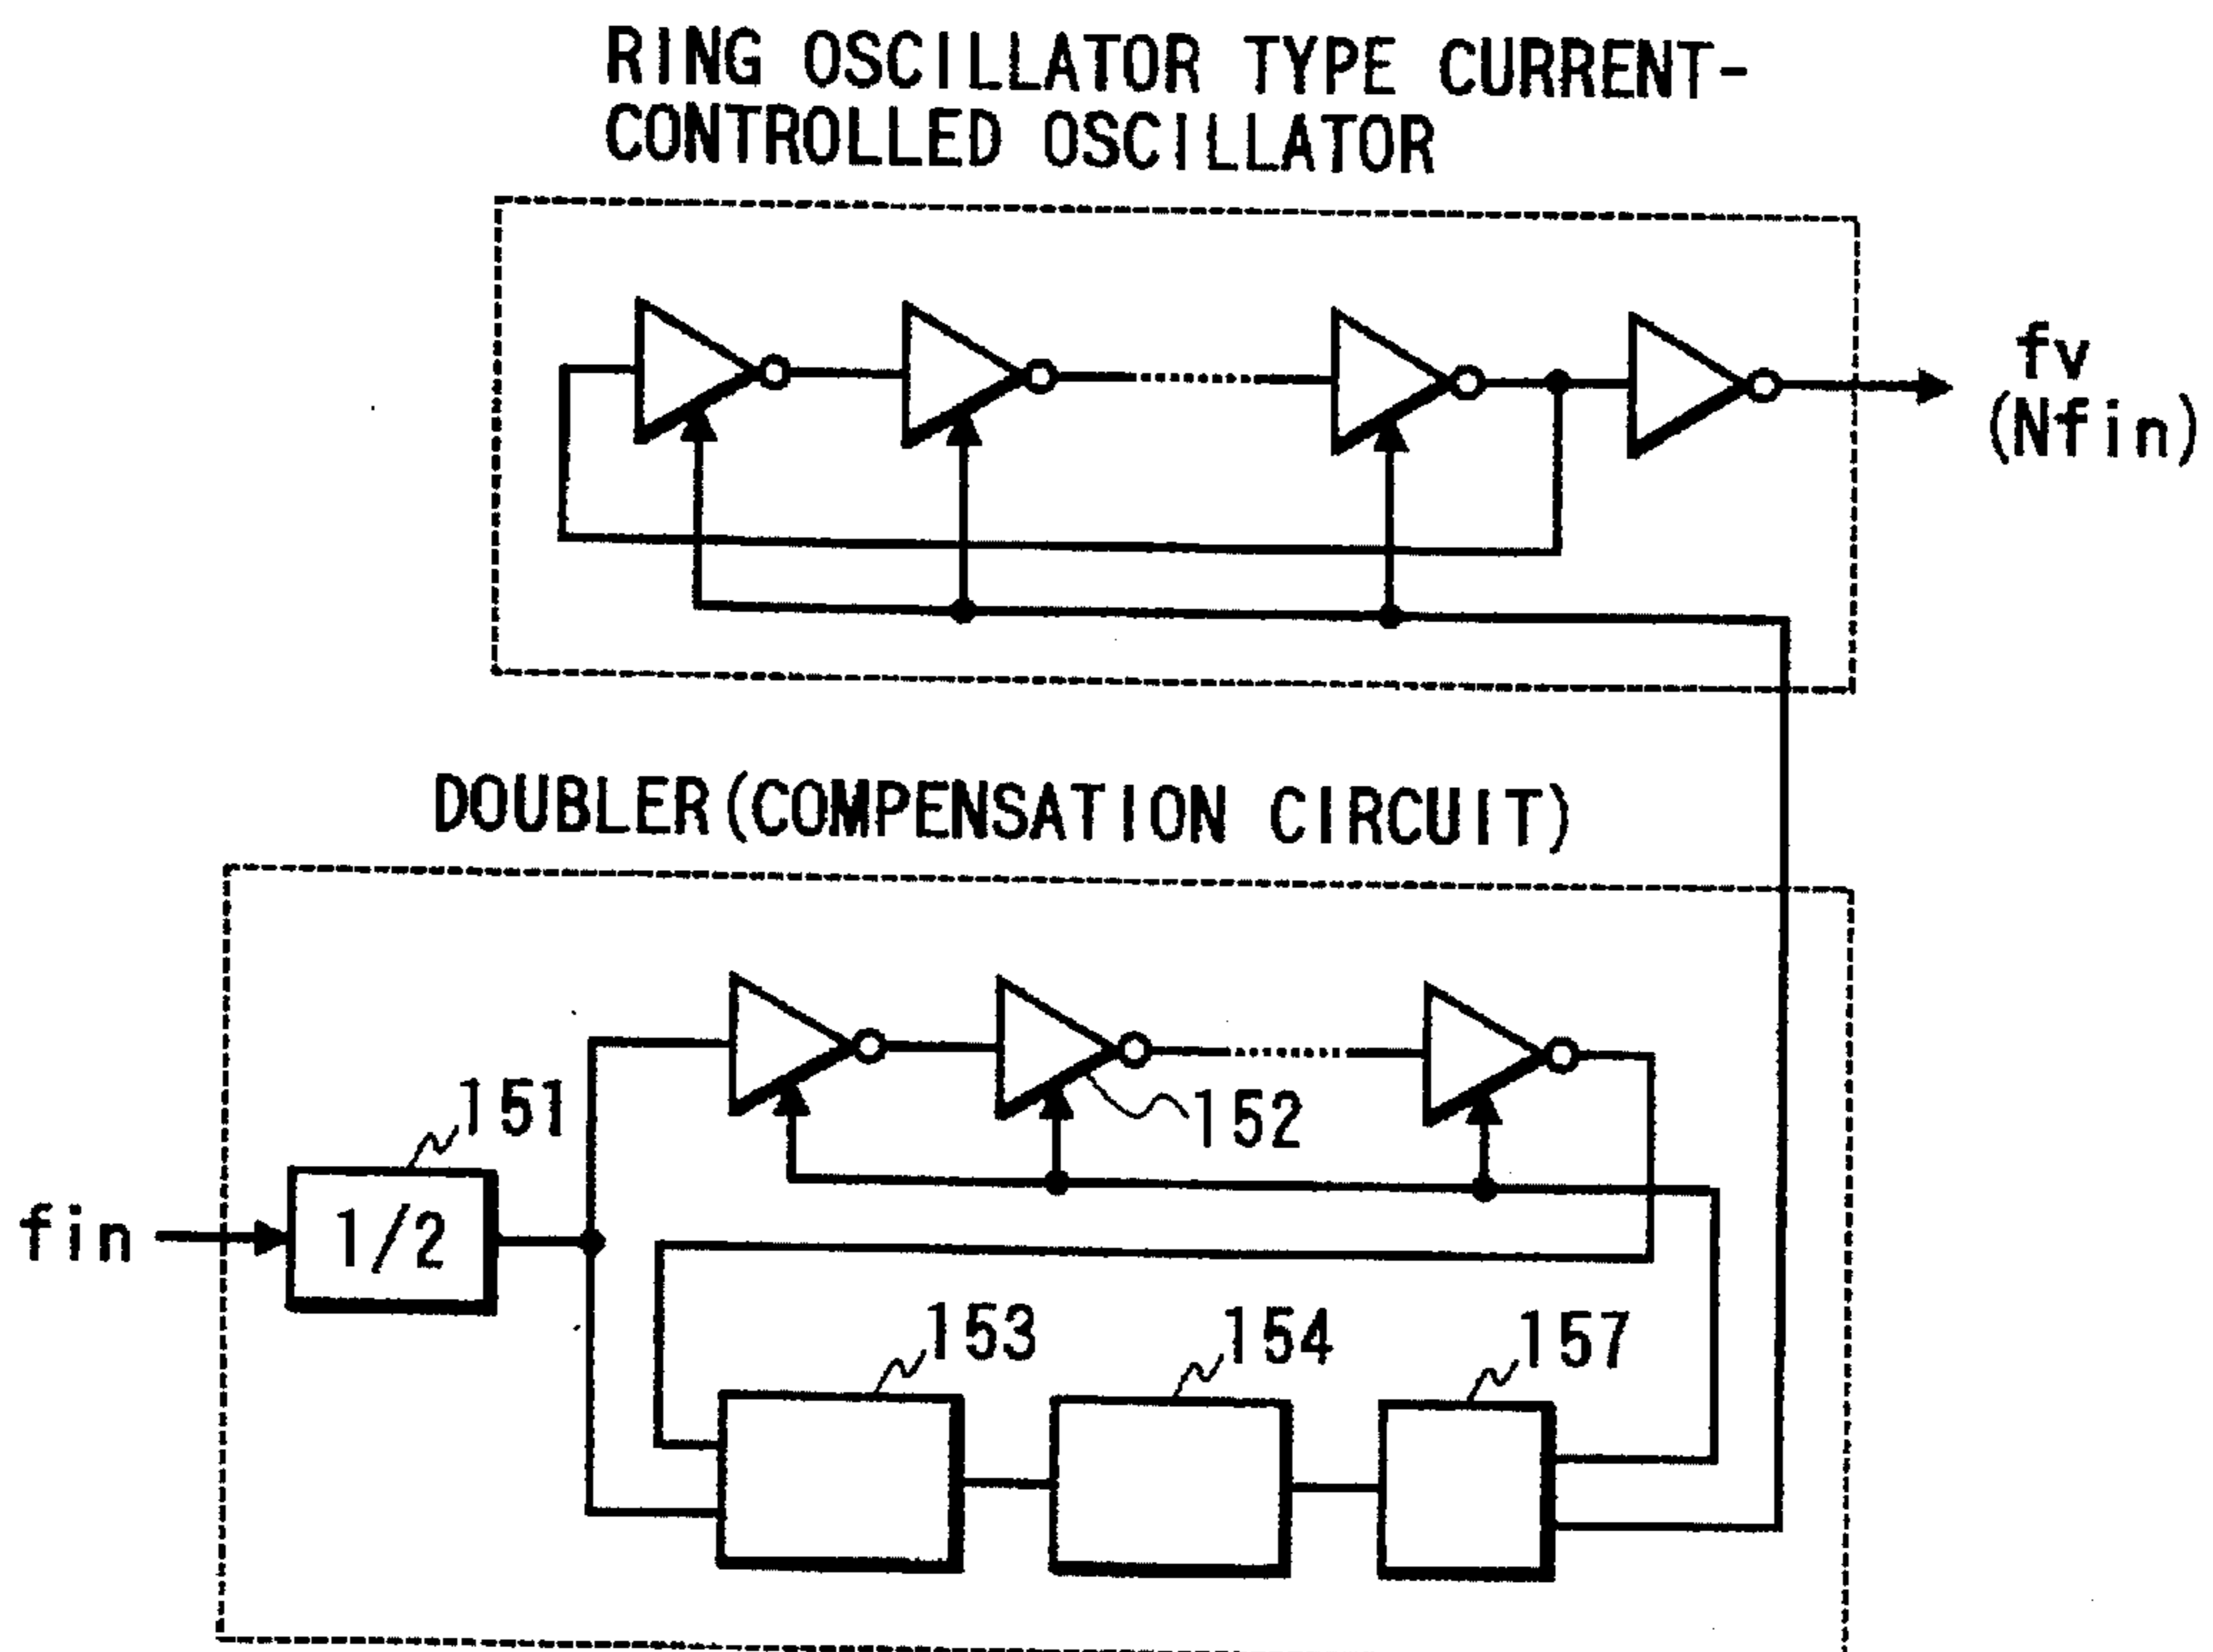 RING OSCILLATOR TYPE CURRENT-
CONTROLLED OSCILLATOR
fv
(Nfin)
DOUBLER(COMPENSATION CIRCUIT)
151
152
fin
1/2
153
154
157